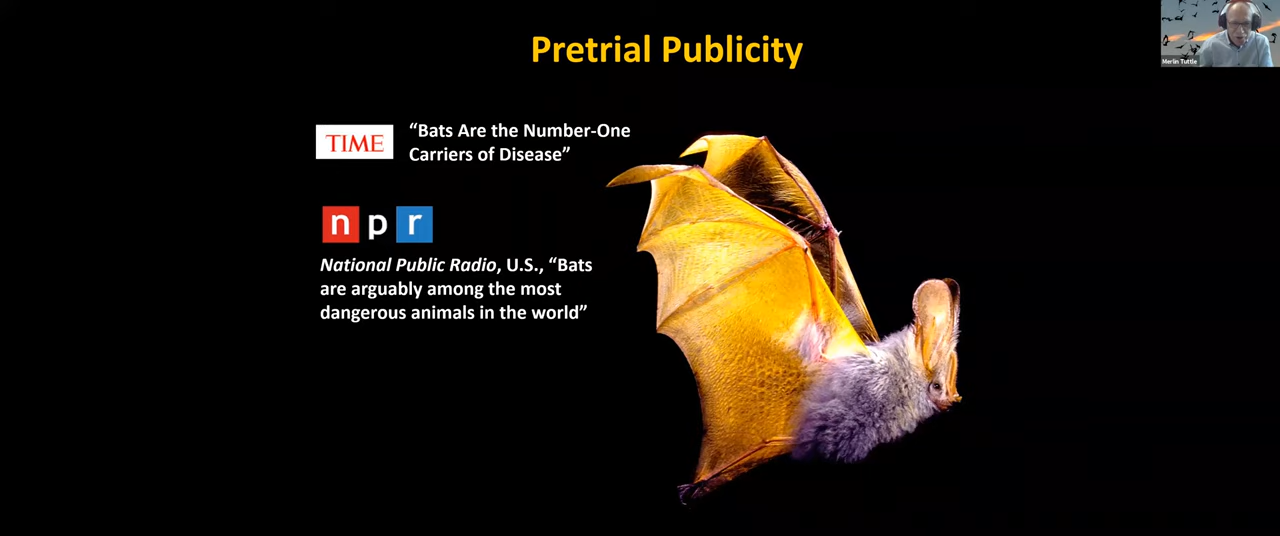 Pretrial Publicity
Merlin Tuttle
TIME
“Bats Are the Number-One
Carriers of Disease”
npr
National Public Radio, U.S., “Bats
are arguably among the most
dangerous animals in the world”